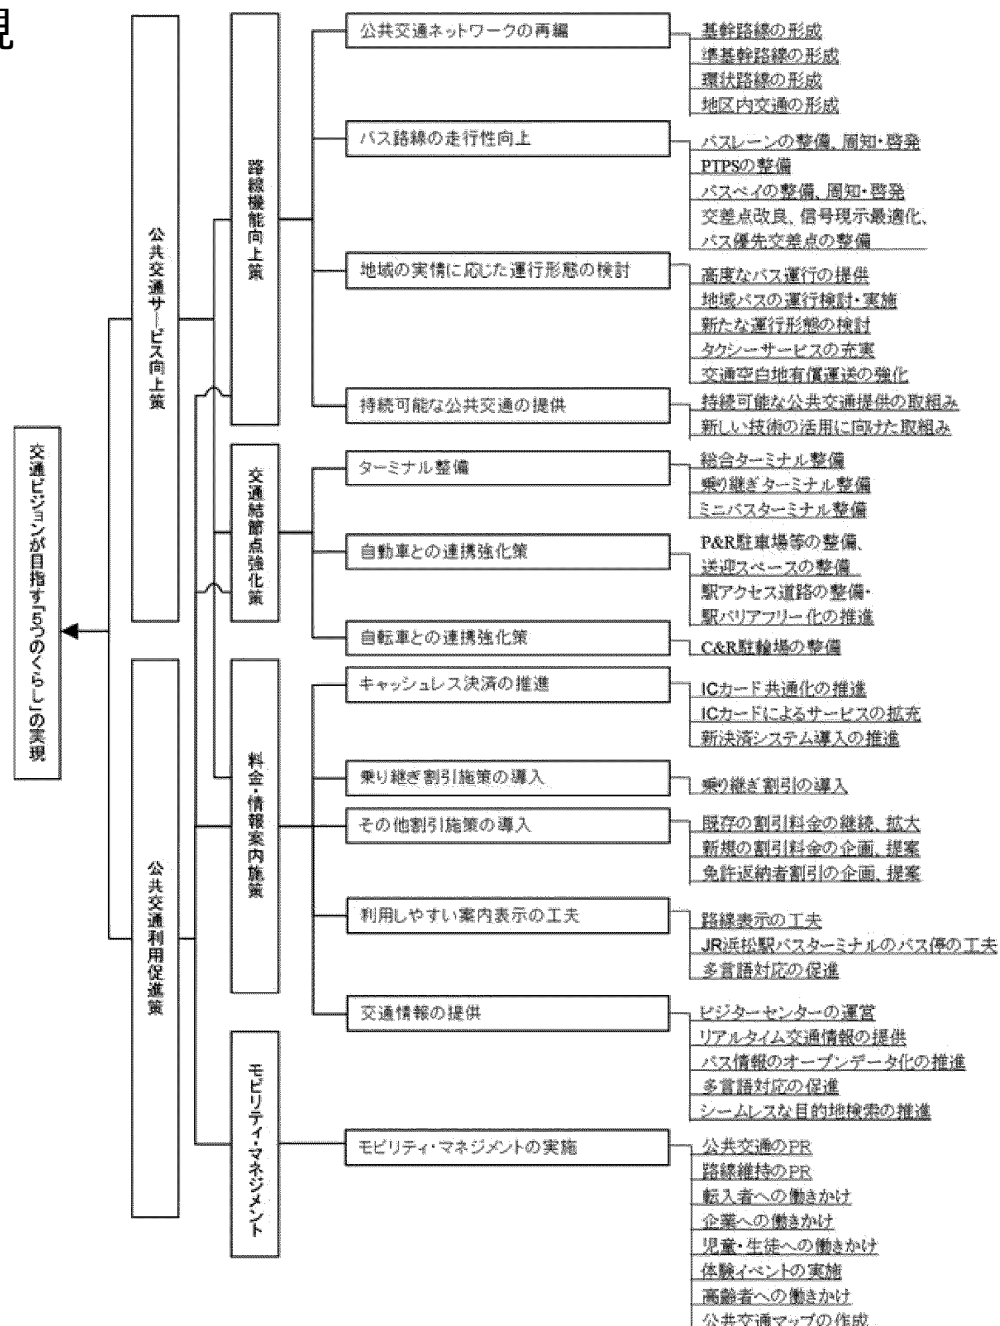 現
交通ビジョンが目指す「5つのくらし」の実現
公共交通サービス向上策
公共交通利用促進策
路線機能向上策
公共交通ネットワークの再編
基幹路線の形成
準基幹路線の形成
環状路線の形成
地区内交通の形成
バス路線の走行性向上
バスレーンの整備、周知・啓発
PTPSの整備
バスベイの整備、周知・啓発
交差点改良、信号現示最適化、
バス優先交差点の整備
地域の実情に応じた運行形態の検討
高度なバス運行の提供
地域バスの運行検討・実施
新たな運行形態の検討
タクシーサービスの充実
交通空白地有償運送の強化
持続可能な公共交通の提供
持続可能な公共交通提供の取組み
新しい技術の活用に向けた取組み
交通結節点強化策
ターミナル整備
総合ターミナル整備
乗り継ぎターミナル整備
ミニバスターミナル整備
自動車との連携強化策
P&R駐車場等の整備、
送迎スペースの整備
駅アクセス道路の整備・
駅バリアフリー化の推進
自転車との連携強化策
C&R駐輪場の整備
料金・情報案内施策
キャッシュレス決済の推進
ICカード共通化の推進
ICカードによるサービスの拡充
新決済システム導入の推進
乗り継ぎ割引施策の導入
乗り継ぎ割引の導入
その他割引施策の導入
既存の割引料金の継続、拡大
新規の割引料金の企画、提案
免許返納者割引の企画、提案
利用しやすい案内表示の工夫
路線表示の工夫
JR浜松駅バスターミナルのバス停の工夫
多言語対応の促進
交通情報の提供
ビジターセンターの運営
リアルタイム交通情報の提供
バス情報のオープンデータ化の推進
多言語対応の促進
シームレスな目的地検索の推進
モビリティ・マネジメント
モビリティ・マネジメントの実施
公共交通のPR
路線維持のPR
転入者への働きかけ
企業への働きかけ
児童・生徒への働きかけ
体験イベントの実施
高齢者への働きかけ
公共交通マップの作成